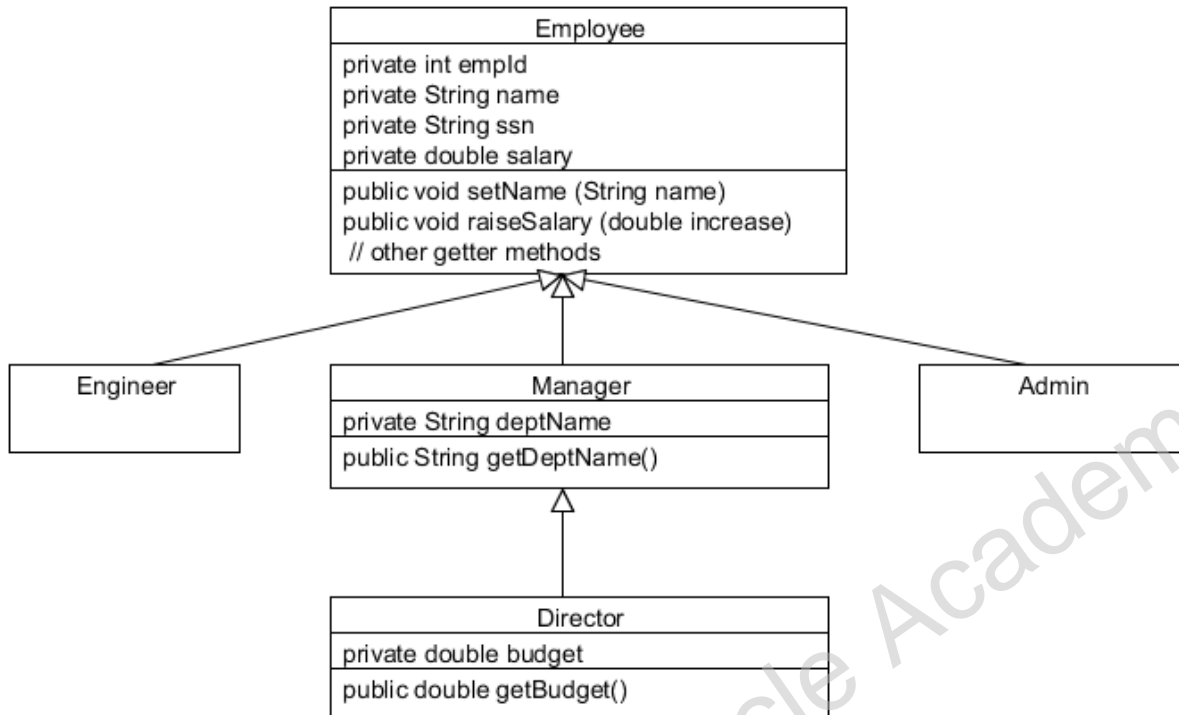 Employee
private int empId
private String name
private String ssn
private double salary
public void setName (String name)
public void raiseSalary (double increase)
// other getter methods
Engineer
Manager
Admin
private String deptName
public String getDeptName()
Director
private double budget
public double getBudget()
cle Academ